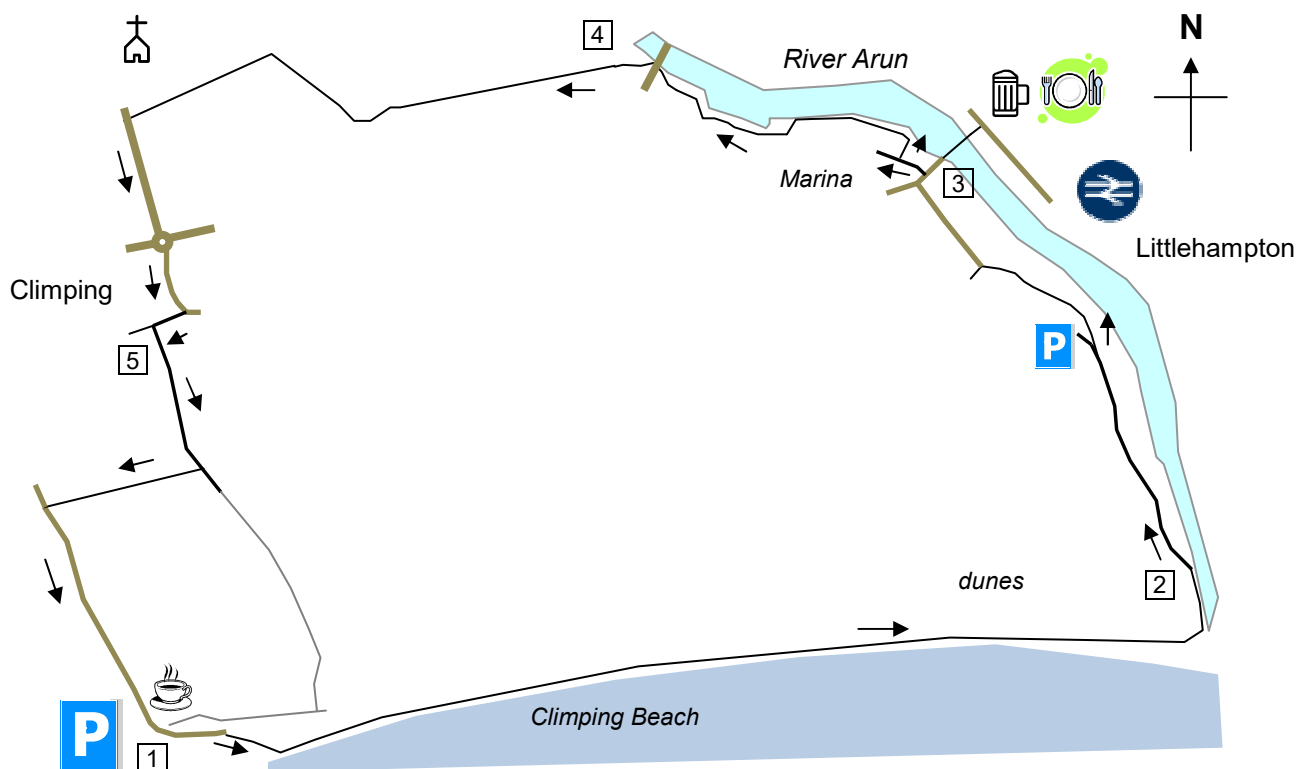 4
River Arun
N
Marina
3
Littlehampton
Climping
P
5
2
dunes
Climping Beach
P
1